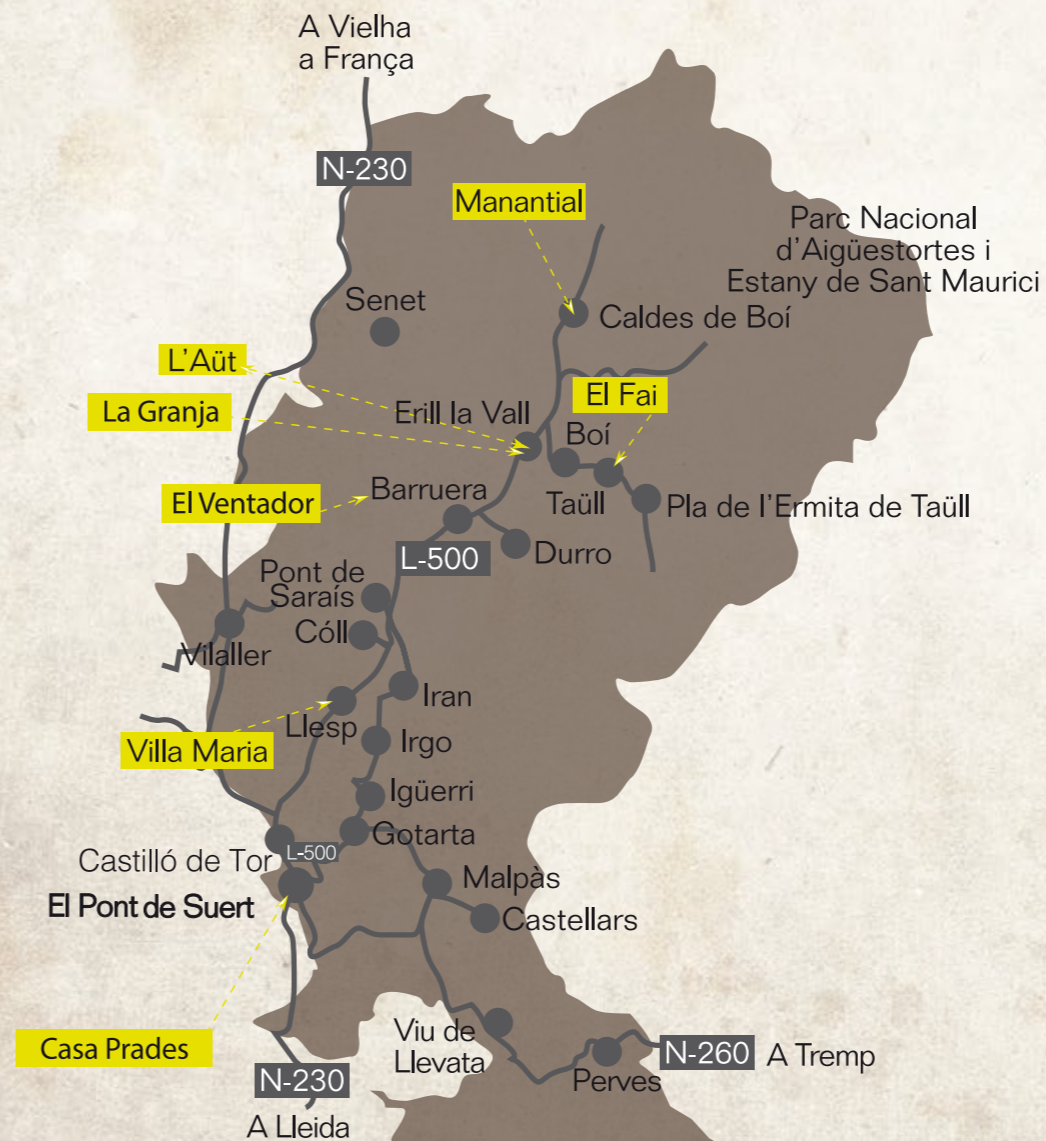 A Vielha
a França
N-230
Manantial
Parc Nacional
d'Aigüestortes i
Estany de Sant Maurici
Senet
Caldes de Boí
L'Aüt
El Fai
La Granja
Erill la Vall
Boí
El Ventador
Barruera
Taüll
Pla de l'Ermita de Taüll
L-500
Durro
Pont de
Saraís
Cóll
Vilaller
Iran
Llesp
Irgo
Villa Maria
Igüerri
Gotarta
L-500
Castilló de Tor
Malpàs
El Pont de Suert
Castellars
Viu de
Llevata
Casa Prades
N-260
A Tremp
Perves
N-230
A Lleida